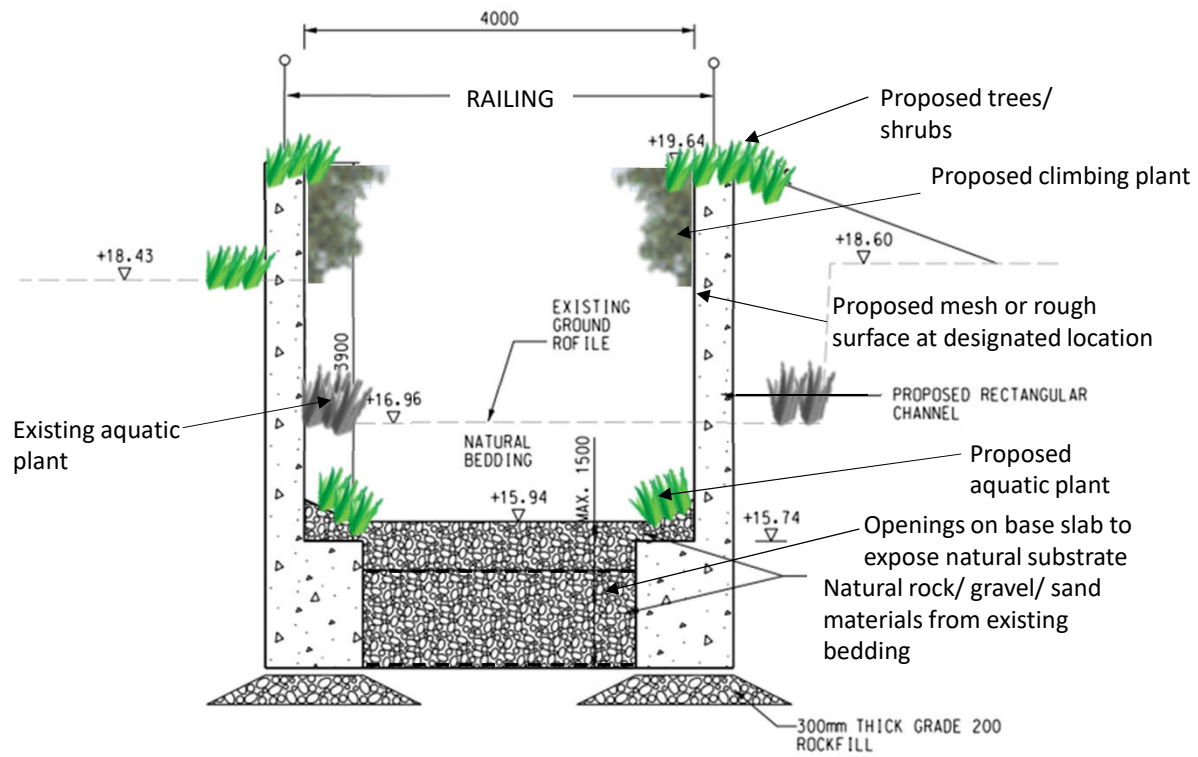 4000
RAILING
Proposed trees/
shrubs
+19.64
Proposed climbing plant
+18.43
+18.60
EXISTING
GROUND
ROFILE
Proposed mesh or rough
surface at designated location
3900
+16.96
PROPOSED RECTANGULAR
CHANNEL
Existing aquatic
plant
NATURAL
BEDDING
MAX. 1500
Proposed
aquatic plant
+15.94
+15.74
Openings on base slab to
expose natural substrate
Natural rock/ gravel/ sand
materials from existing
bedding
300mm THICK GRADE 200
ROCKFILL